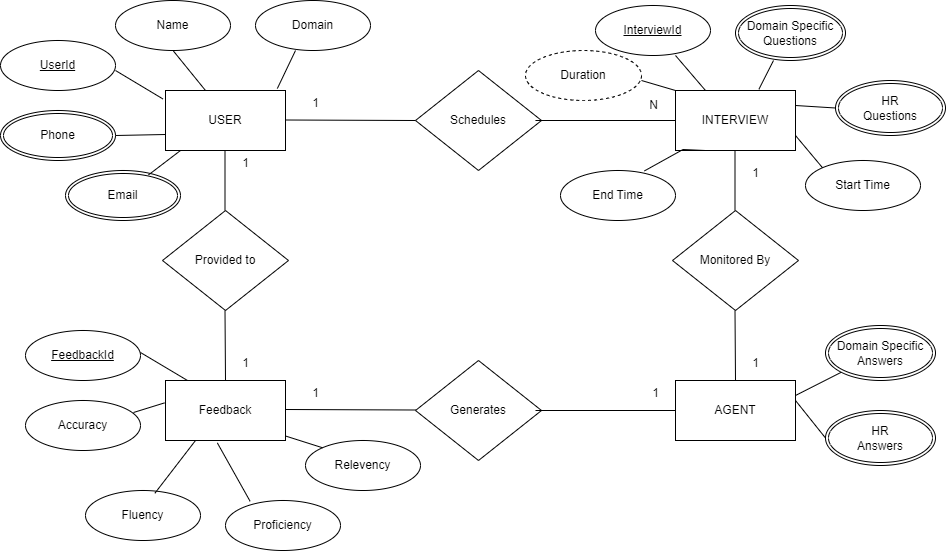 Name
Domain
InterviewId
Domain Specific
Questions
UserId
Duration
HR
Questions
1
N
USER
Schedules
INTERVIEW
Phone
1
1
Email
End Time
Start Time
Provided to
Monitored By
FeedbackId
1
1
Domain Specific
Answers
1
1
Feedback
Generates
AGENT
Accuracy
HR
Answers
Relevency
Fluency
Proficiency